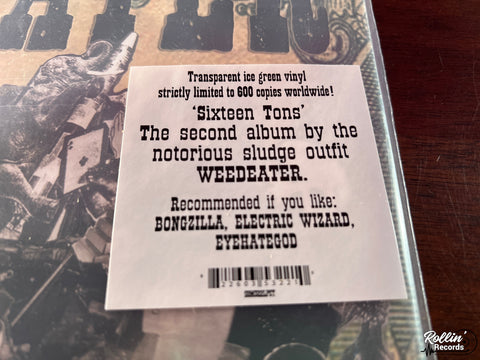 Transparent ice green vinyl
strictly limited to 600 copies worldwide!
'Sixteen Tons'
The second album by the
notorious sludge outfit
WEEDEATER.
Recommended if you like:
BONGZILLA, ELECTRIC WIZARD,
EYEHATEGOD
Rollin'
Records